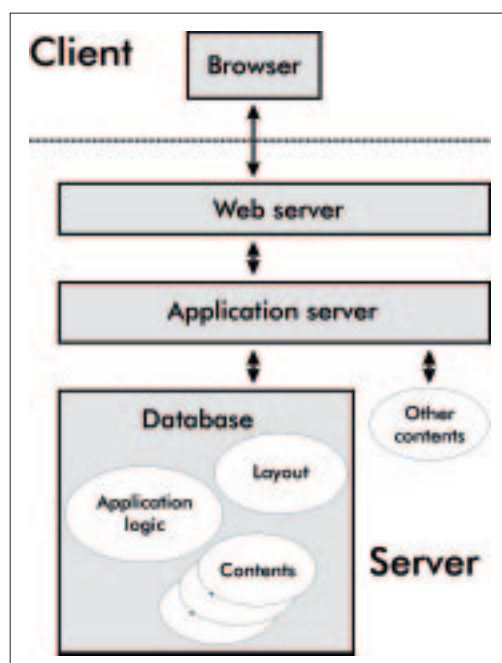 Client
Browser
Web server
Application server
Database
Other
contents
Layout
Application
logic
Contents
Server